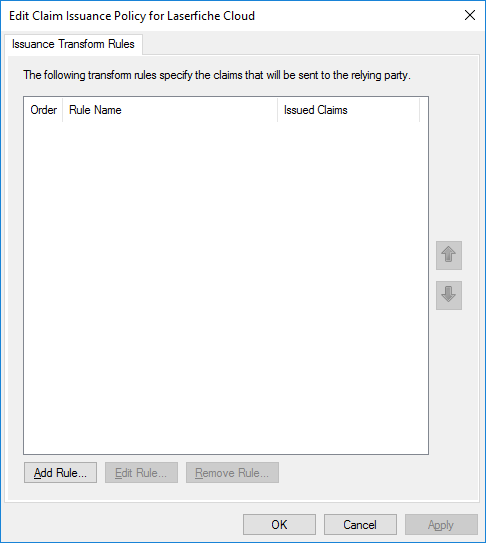 Edit Claim Issuance Policy for Laserfiche Cloud
Issuance Transform Rules
The following transform rules specify the claims that will be sent to the relying party.
Order Rule Name Issued Claims
Add Rule... Edit Rule... Remove Rule...
OK Cancel Apply